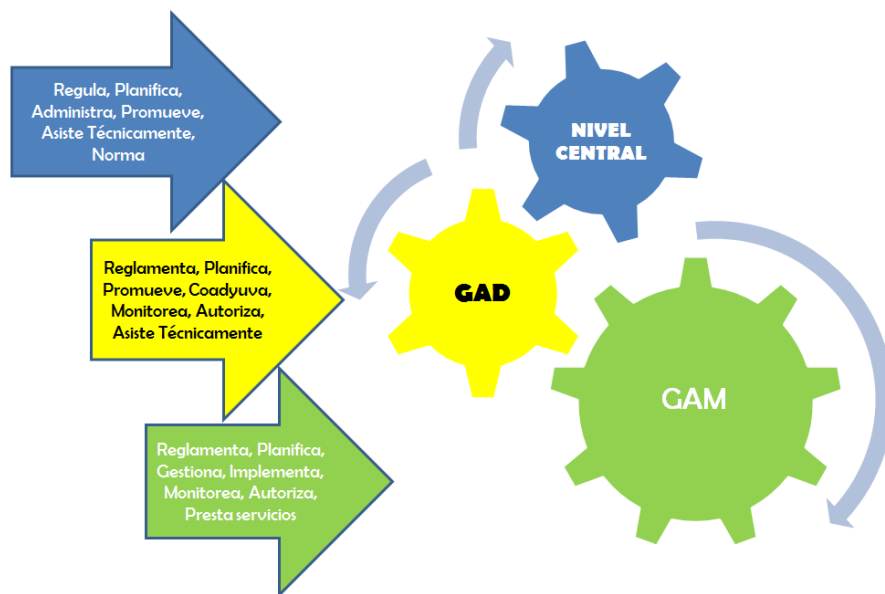 Regula, Planifica,
Administra, Promueve,
Asiste Técnicamente,
Norma
Reglamenta, Planifica,
Promueve, Coadyuva,
Monitorea, Autoriza,
Asiste Técnicamente
Reglamenta, Planifica,
Gestiona, Implementa,
Monitorea, Autoriza,
Presta servicios
NIVEL
CENTRAL
GAD
GAM